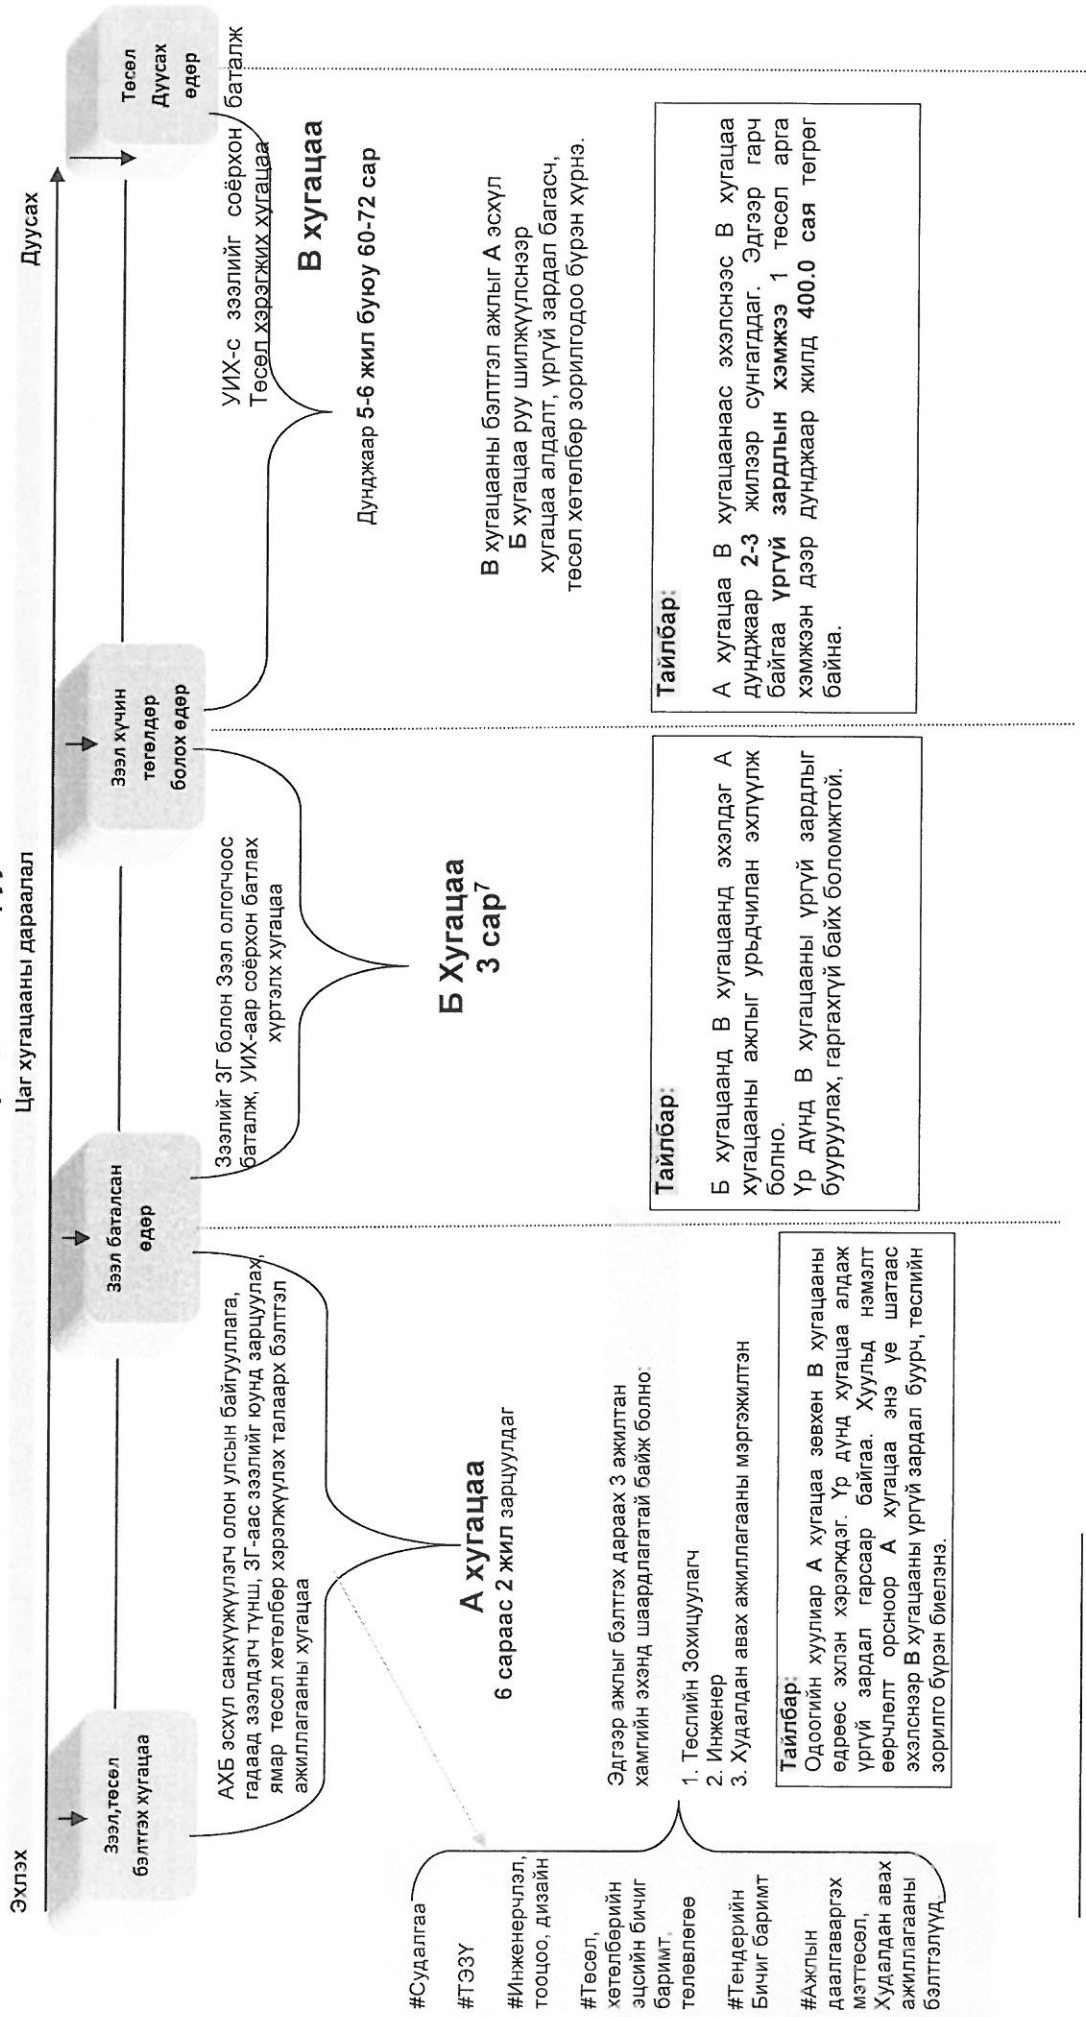 Эхлэх
Цаг хугацааны дараалал
Дуусах
Зээл,төсөл
бэлтгэх хугацаа
Зээл баталсан
өдөр
Зээл хүчин
төгөлдөр
болох өдөр
Төсөл
Дуусах
өдөр
АХБ эсхүл санхүүжүүлэгч олон улсын байгууллага,
гадаад зээлдэгч түнш, ЗГ-аас зээлийг юунд зарцуулах,
ямар төсөл хөтөлбөр хэрэгжүүлэх талаарх бэлтгэл
ажиллагааны хугацаа
А хугацаа
6 сараас 2 жил зарцуулдаг
Зээлийг ЗГ болон Зээл олгогчоос
баталж, УИХ-аар соёрхон батлах
хүртэлх хугацаа
Б Хугацаа
3 сар7
УИХ-с зээлийг соёрхон баталж
Төсөл хэрэгжих хугацаа
В хугацаа
Дунджаар 5-6 жил буюу 60-72 сар
В хугацааны бэлтгэл ажлыг А эсхүл
Б хугацаа руу шилжүүлснээр
хугацаа алдалт, үргүй зардал багасч,
төсөл хөтөлбөр зорилгодоо бүрэн хүрнэ.
#Судалгаа
#ТЭЗҮ
#Инженерчлэл,
тооцоо, дизайн
#Төсөл,
хөтөлбөрийн
эцсийн бичиг
баримт,
төлөвлөгөө
#Тендерийн
Бичиг баримт
#Ажлын
даалгаваргэх
мэттөсөл,
Худалдан авах
ажиллагааны
бэлтгэлүүд.
Эдгээр ажлыг бэлтгэх дараах 3 ажилтан
хамгийн эхэнд шаардлагатай байж болно:
1. Төслийн Зохицуулагч
2. Инженер
3. Худалдан авах ажиллагааны мэргэжилтэн
Тайлбар:
Одоогийн хуулиар А хугацаа зөвхөн В хугацааны
өдрөөс эхлэн хэрэгждэг. Үр дүнд хугацаа алдаж
үргүй зардал гарсаар байгаа. Хуульд нэмэлт
өөрчлөлт орсноор А хугацаа энэ үе шатаас
эхэлснээр В хугацааны үргүй зардал буурч, төслийн
зорилго бүрэн биелэнэ.
Тайлбар:
Б хугацаанд В хугацаанд эхэлдэг А
хугацааны ажлыг урьдчилан эхлүүлж
болно.
Үр дүнд В хугацааны үргүй зардлыг
бууруулах, гаргахгүй байх боломжтой.
Тайлбар:
А хугацаа В хугацаанаас эхэлснээс В хугацаа
дунджаар 2-3 жилээр сунгагддаг. Эдгээр гарч
байгаа үргүй зардлын хэмжээ 1 төсөл арга
хэмжээн дээр дунджаар жилд 400.0 сая төгрөг
байна.